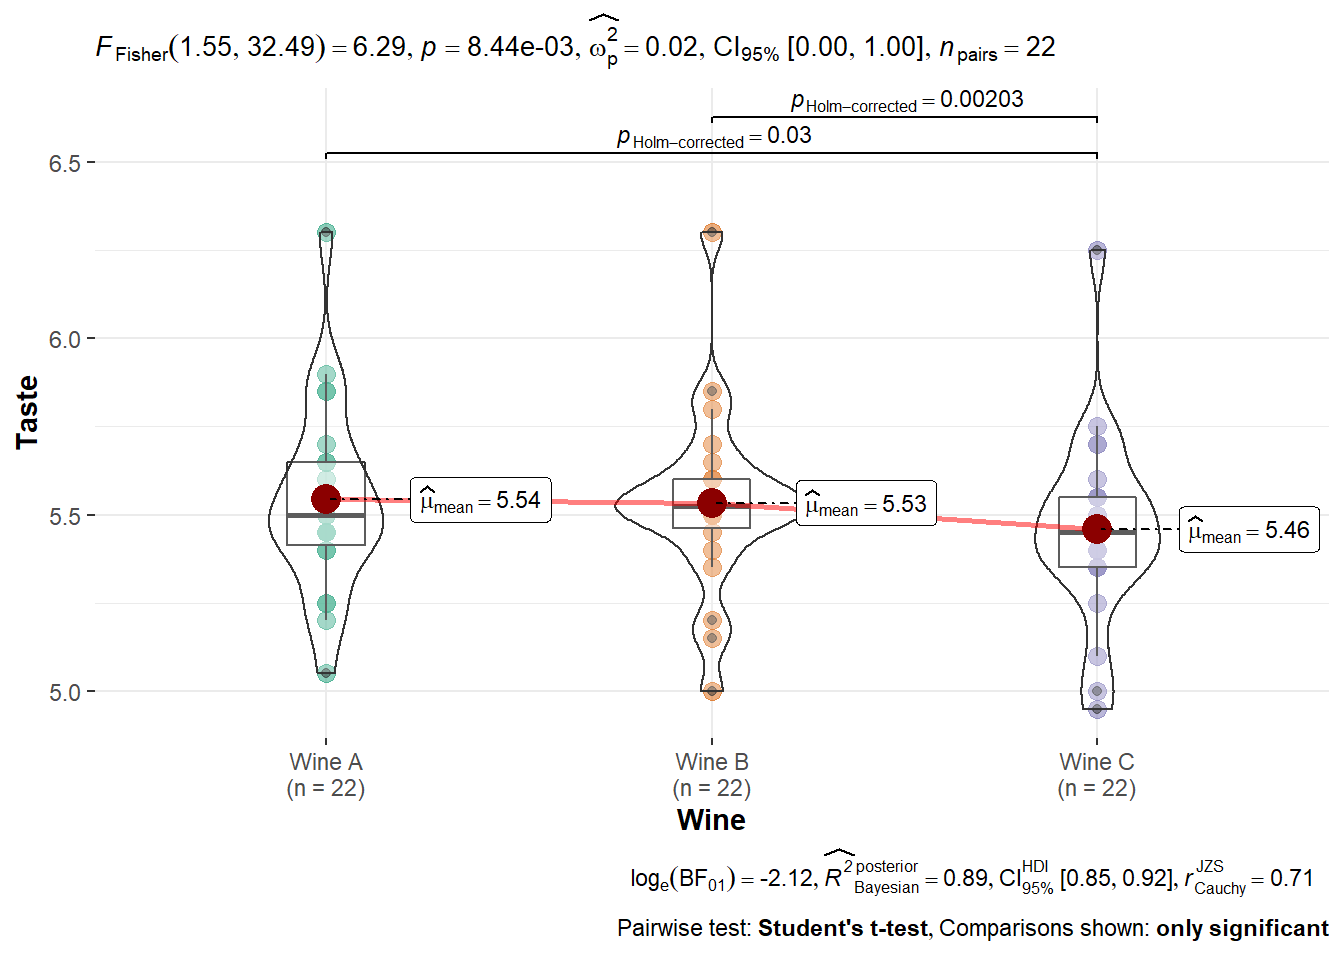 F Fisher(1.55, 32.49) = 6.29, p = 8.44e-03, ω̂²p = 0.02, CI95% [0.00, 1.00], npairs = 22
pHolm−corrected = 0.00203
pHolm−corrected = 0.03
6.5
6.0
5.5
5.0
Taste
μ̂mean = 5.54
μ̂mean = 5.53
μ̂mean = 5.46
Wine A
(n = 22)
Wine B
(n = 22)
Wine C
(n = 22)
Wine
loge(BF01) = -2.12, R̂² posterior Bayesian = 0.89, CI HDI 95% [0.85, 0.92], r JZS Cauchy = 0.71
Pairwise test: Student's t-test, Comparisons shown: only significant